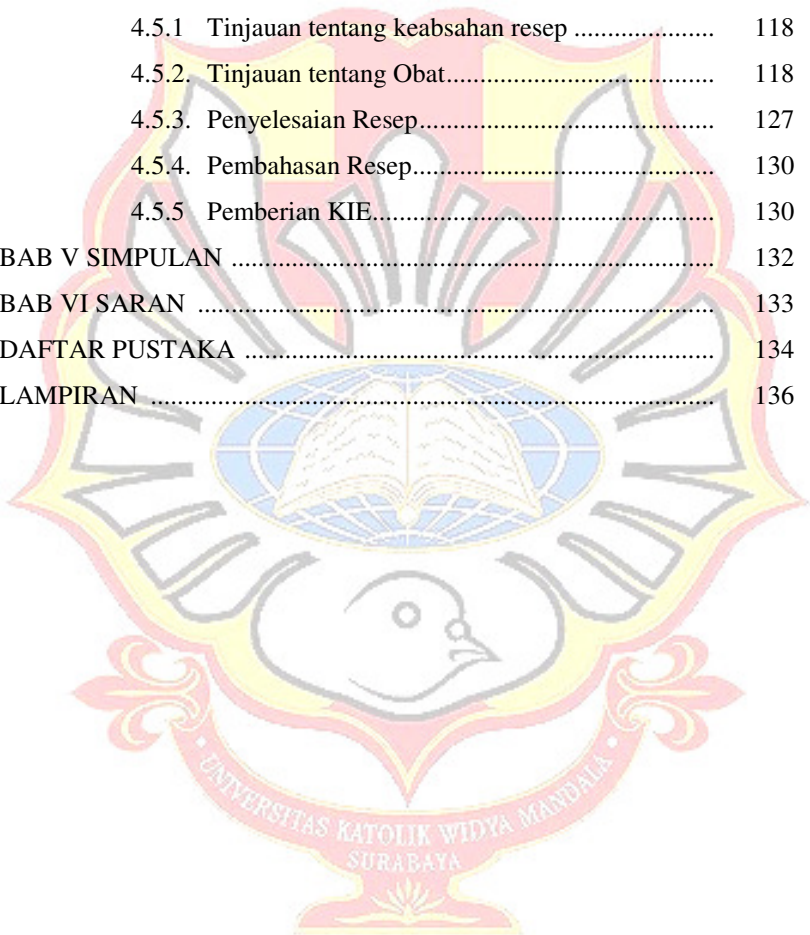 4.5.1 Tinjauan tentang keabsahan resep .................... 118
4.5.2. Tinjauan tentang Obat.......................................... 118
4.5.3. Penyelesaian Resep............................................... 127
4.5.4. Pembahasan Resep................................................ 130
4.5.5 Pemberian KIE...................................................... 130
BAB V SIMPULAN .......................................................................... 132
BAB VI SARAN ............................................................................... 133
DAFTAR PUSTAKA ........................................................................ 134
LAMPIRAN ...................................................................................... 136
UNIVERSITAS KATOLIK WIDYA MANDALA
SURABAYA